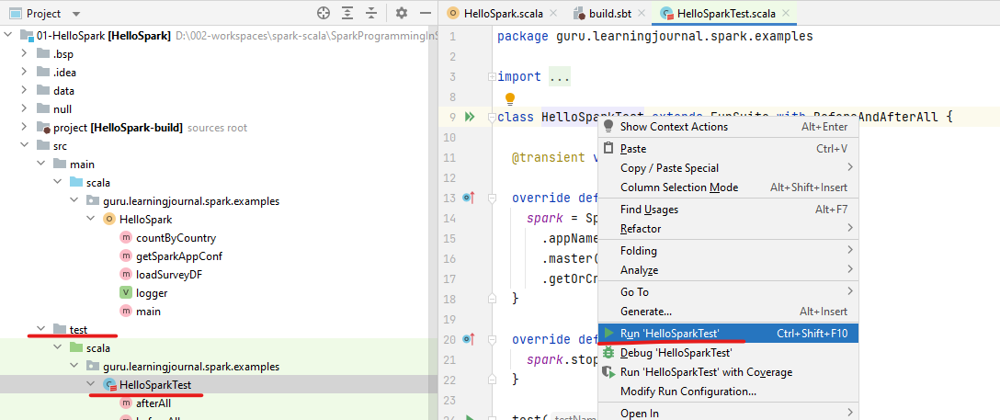 Project
01-HelloSpark [HelloSpark] D:\002-workspaces\spark-scala\SparkProgrammingInS
.bsp
.idea
data
null
project [HelloSpark-build] sources root
src
main
scala
guru.learningjournal.spark.examples
HelloSpark
countByCountry
getSparkAppConf
loadSurveyDF
logger
main
test
scala
guru.learningjournal.spark.examples
HelloSparkTest
afterAll
HelloSpark.scala
build.sbt
HelloSparkTest.scala
1 package guru.learningjournal.spark.examples
2
3 import ...
8
9 class HelloSparkTest extends FunSuite with BeforeAndAfterAll {
10
11 @transient v
12
13 override def
14 spark = Sp
15 .appName
16 .master(
17 .getOrCr
18 }
19
20 override def
21 spark.stop
22 }
23
24 test( testName
Show Context Actions Alt+Enter
Paste Ctrl+V
Copy / Paste Special
Column Selection Mode Alt+Shift+Insert
Find Usages Alt+F7
Refactor
Folding
Analyze
Go To
Generate... Alt+Insert
Run 'HelloSparkTest' Ctrl+Shift+F10
Debug 'HelloSparkTest'
Run 'HelloSparkTest' with Coverage
Modify Run Configuration...
Open In